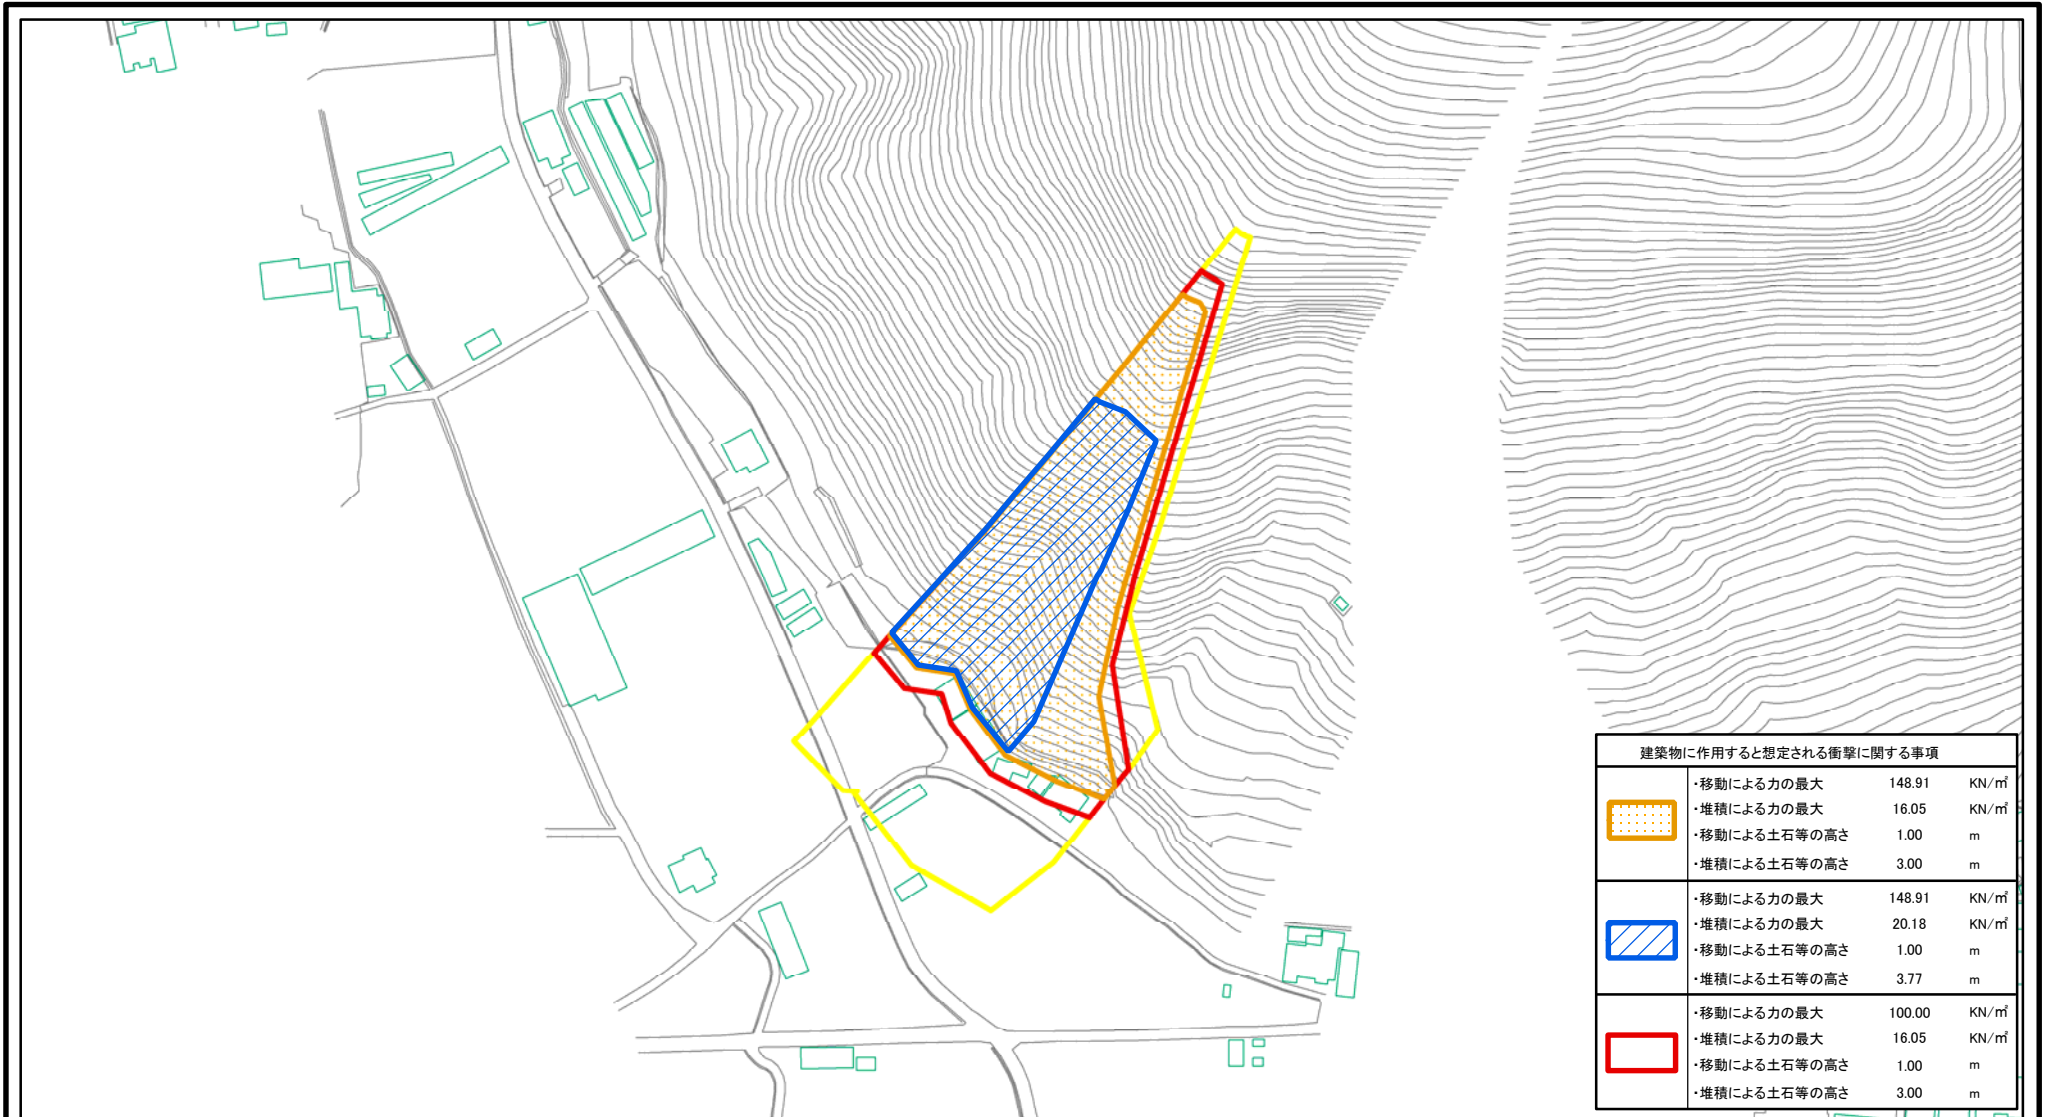 建築物に作用すると想定される衝撃に関する事項
・移動による力の最大 148.91 KN/㎡
・堆積による力の最大 16.05 KN/㎡
・移動による土石等の高さ 1.00 m
・堆積による土石等の高さ 3.00 m
・移動による力の最大 148.91 KN/㎡
・堆積による力の最大 20.18 KN/㎡
・移動による土石等の高さ 1.00 m
・堆積による土石等の高さ 3.77 m
・移動による力の最大 100.00 KN/㎡
・堆積による力の最大 16.05 KN/㎡
・移動による土石等の高さ 1.00 m
・堆積による土石等の高さ 3.00 m